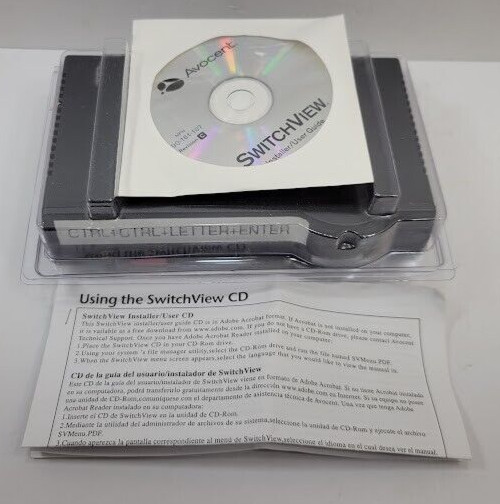 Avocent
SWITCHVIEW
Installer/User Guide
Revision
CTRL+CTRL+LETTER+ENTER
Using the SwitchView CD
SwitchView Installer/User CD
This SwitchView installer/user guide CD is in Adobe Acrobat format. If Acrobat is not installed on your computer,
it is available as a free download from www.adobe.com. If you do not have a CD-Rom drive, please contact Avocent
Technical Support. Once you have Adobe Acrobat Reader installed on your computer:
1.Place the SwitchView CD in your CD-Rom drive.
2.Using your system's file manager utility,select the CD-Rom drive and run the file named SVMenu.PDF.
3.When the SwitchView menu screen appears,select the language that you would like to view the manual in.
CD de la guía del usuario/instalador de SwitchView
Este CD de la guía del usuario/instalador de SwitchView viene en formato de Adobe Acrobat. Si no tiene Acrobat instalado
en su computadora, podrá transferirlo gratuitamente desde la dirección www.adobe.com en Internet. Si su equipo no posee
una unidad de CD-Rom,comuníquese con el departamento de asistencia técnica de Avocent. Una vez que tenga Adobe
Acrobat Reader instalado en su computadora:
1.Inserte el CD de SwitchView en la unidad de CD-Rom.
2.Mediante la utilidad del administrador de archivos de su sistema,seleccione la unidad de CD-Rom y ejecute el archivo
SVMenu.PDF.
3.Cuando aparezca la pantalla correspondiente al menú de SwitchView,seleccione el idioma en el cual desea ver el manual.